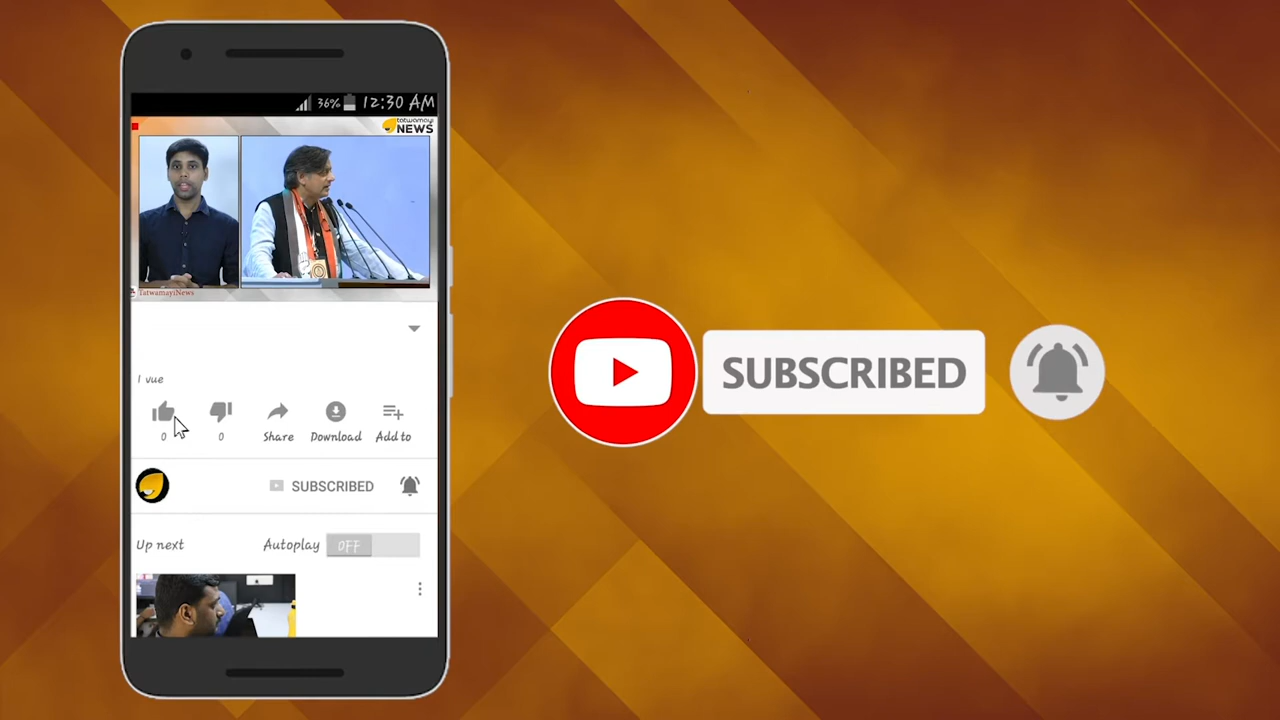 36% 12:30 AM
tatwamayi
NEWS
TatwamayiNews
1 vue
0 0 Share Download Add to
SUBSCRIBED
Up next Autoplay OFF
SUBSCRIBED